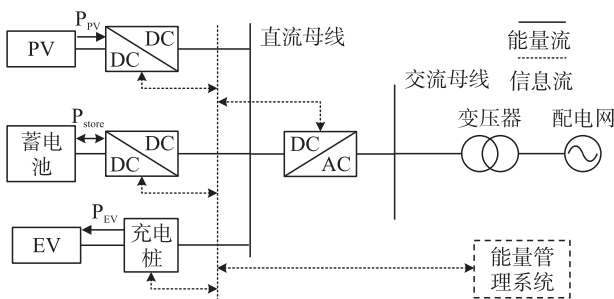 P_PV
PV
DC
DC
直流母线
能量流
信息流
交流母线
变压器
配电网
P_store
蓄电
池
DC
DC
DC
AC
P_EV
EV
充电
桩
能量管
理系统